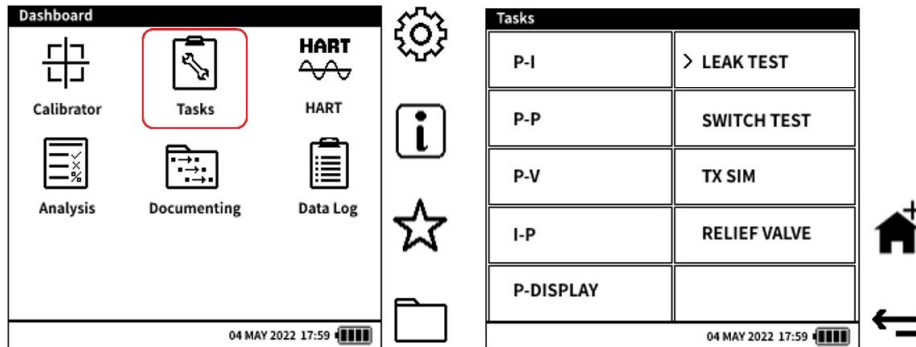 Dashboard
HART
Calibrator
Tasks
HART
Analysis
Documenting
Data Log
04 MAY 2022 17:59
Tasks
P-I
> LEAK TEST
P-P
SWITCH TEST
P-V
TX SIM
I-P
RELIEF VALVE
P-DISPLAY
04 MAY 2022 17:59